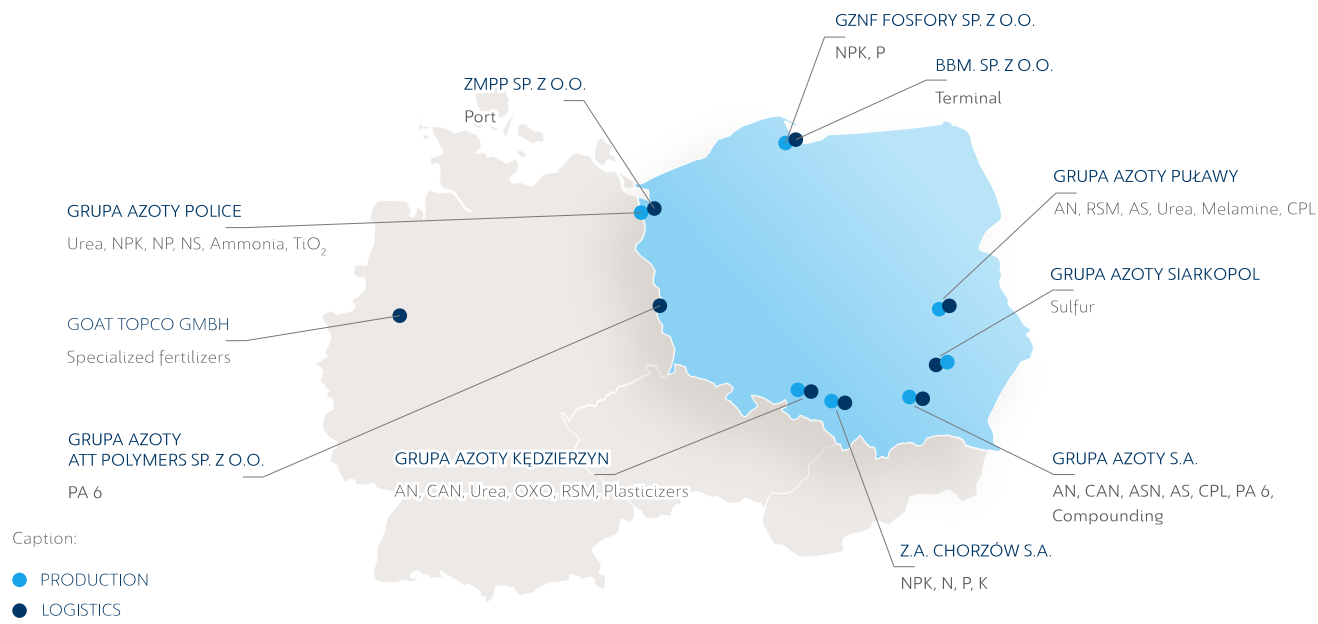 GZNF FOSFORY SP. Z O.O.
NPK, P
BBM. SP. Z O.O.
Terminal
ZMPP SP. Z O.O.
Port
GRUPA AZOTY PUŁAWY
AN, RSM, AS, Urea, Melamine, CPL
GRUPA AZOTY POLICE
Urea, NPK, NP, NS, Ammonia, TiO₂
GRUPA AZOTY SIARKOPOL
Sulfur
GOAT TOPCO GMBH
Specialized fertilizers
GRUPA AZOTY
ATT POLYMERS SP. Z O.O.
PA 6
GRUPA AZOTY KĘDZIERZYN
AN, CAN, Urea, OXO, RSM, Plasticizers
GRUPA AZOTY S.A.
AN, CAN, ASN, AS, CPL, PA 6,
Compounding
Z.A. CHORZÓW S.A.
NPK, N, P, K
Caption:
PRODUCTION
LOGISTICS